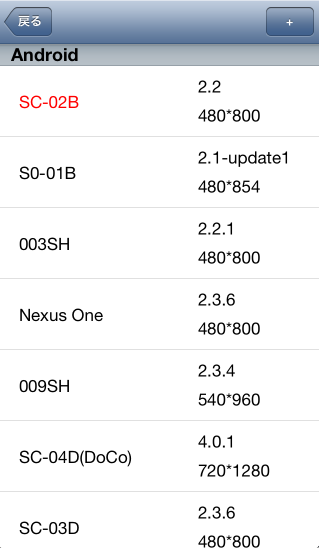 戻る
+
Android
SC-02B
2.2
480*800
S0-01B
2.1-update1
480*854
003SH
2.2.1
480*800
Nexus One
2.3.6
480*800
009SH
2.3.4
540*960
SC-04D(DoCo)
4.0.1
720*1280
SC-03D
2.3.6
480*800